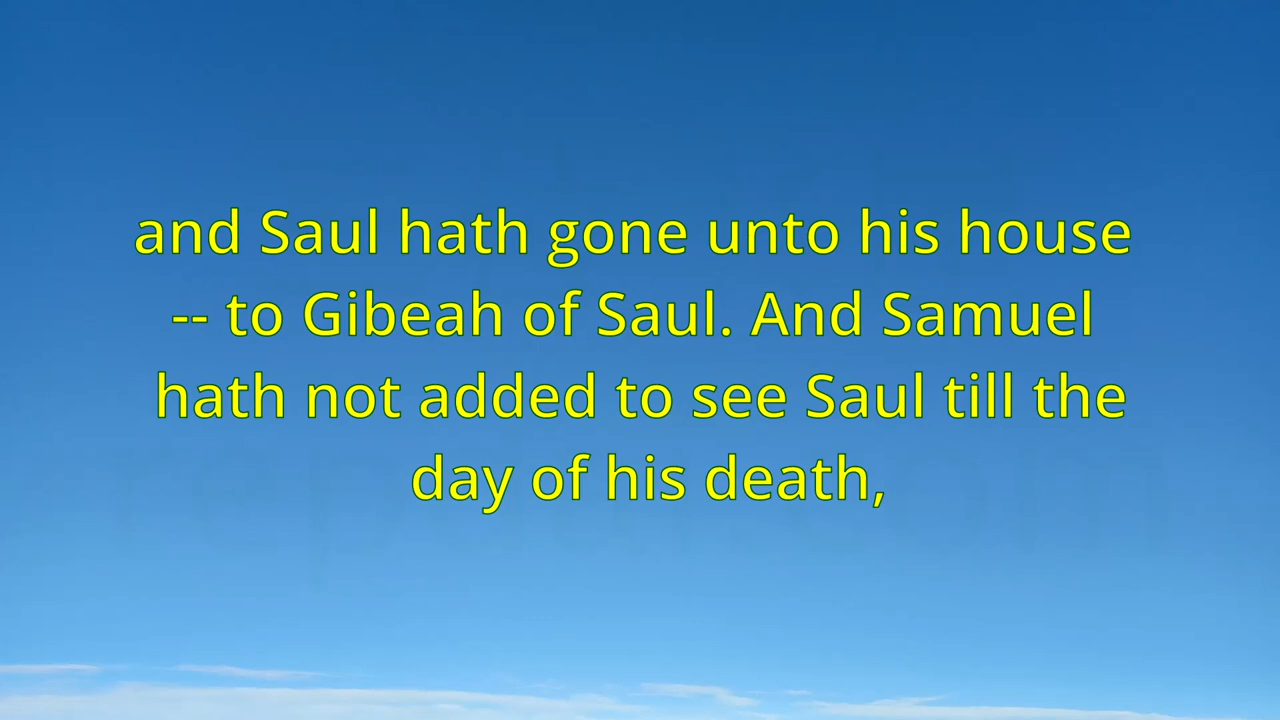 and Saul hath gone unto his house
-- to Gibeah of Saul. And Samuel
hath not added to see Saul till the
day of his death,